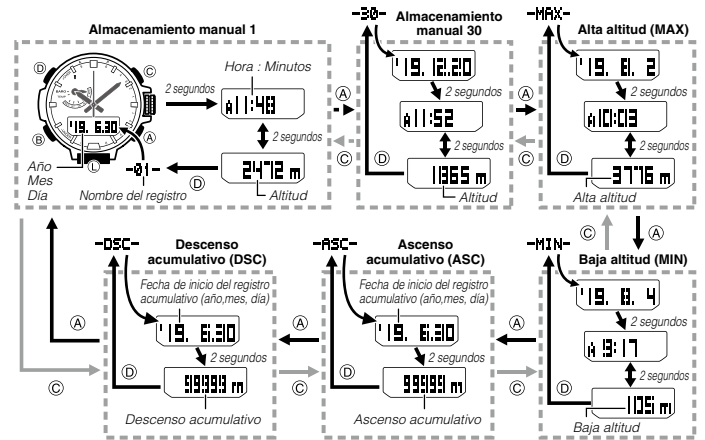 Almacenamiento manual 1
Hora : Minutos
2 segundos
A11:48
2 segundos
2472 m
Altitud
'19. 6.30
D
C
B
A
L
Año
Mes
Día
-01-
D
Nombre del registro
A
C
-30-
Almacenamiento
manual 30
'19. 12.20
2 segundos
A11:52
2 segundos
D
1365 m
Altitud
A
C
-MAX-
Alta altitud (MAX)
'19. 8. 2
2 segundos
A10:03
2 segundos
D
3776 m
Alta altitud
C
A
-DSC-
Descenso
acumulativo (DSC)
Fecha de inicio del registro
acumulativo (año,mes, día)
'19. 6.30
2 segundos
D
99999 m
Descenso acumulativo
A
C
-ASC-
Ascenso
acumulativo (ASC)
Fecha de inicio del registro
acumulativo (año,mes, día)
'19. 6.30
2 segundos
D
99999 m
Ascenso acumulativo
A
C
-MIN-
Baja altitud (MIN)
'19. 8. 4
2 segundos
A 9:17
2 segundos
D
1105 m
Baja altitud
A
C